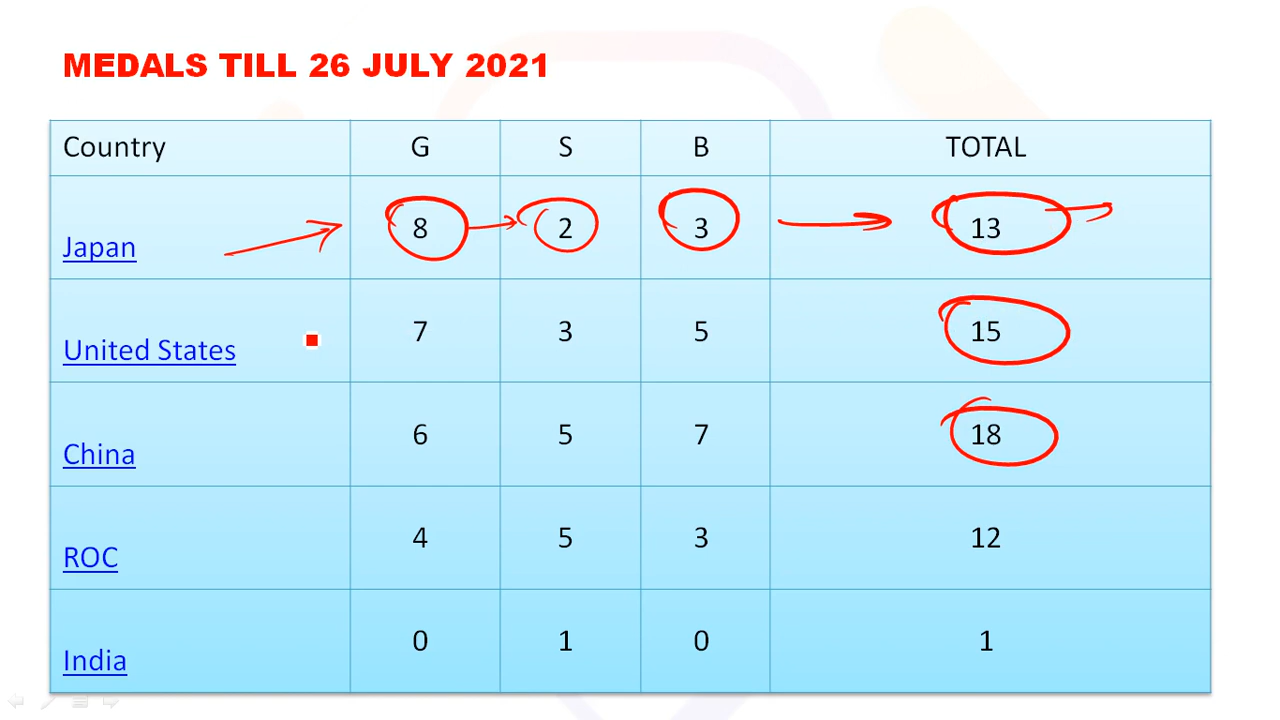 MEDALS TILL 26 JULY 2021
Country G S B TOTAL
Japan 8 2 3 13
United States 7 3 5 15
China 6 5 7 18
ROC 4 5 3 12
India 0 1 0 1